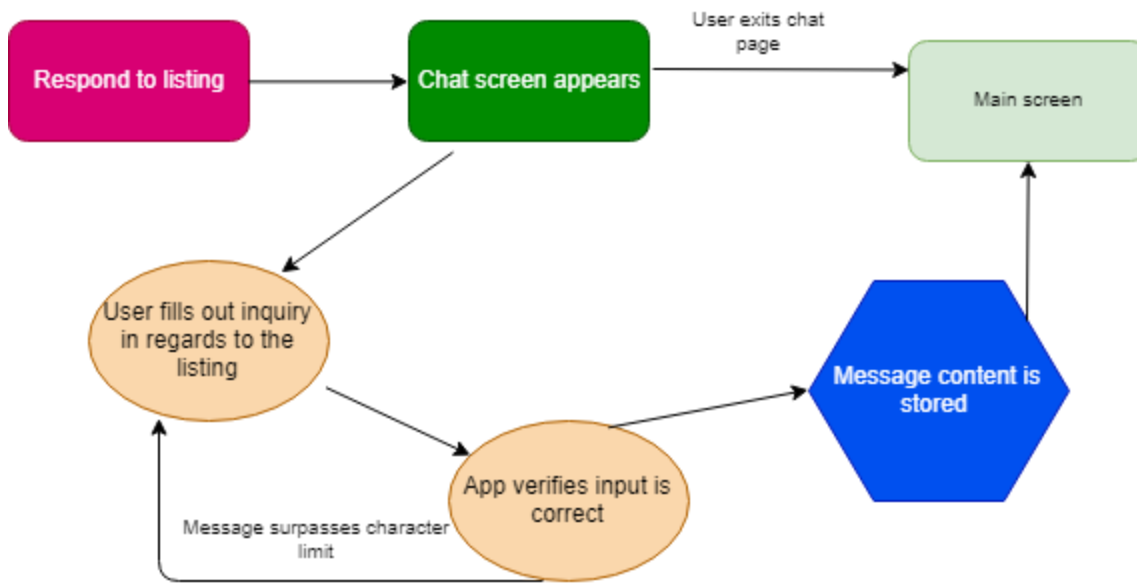 User exits chat
page
Respond to listing
Chat screen appears
Main screen
User fills out inquiry
in regards to the
listing
Message content is
stored
App verifies input is
correct
Message surpasses character
limit